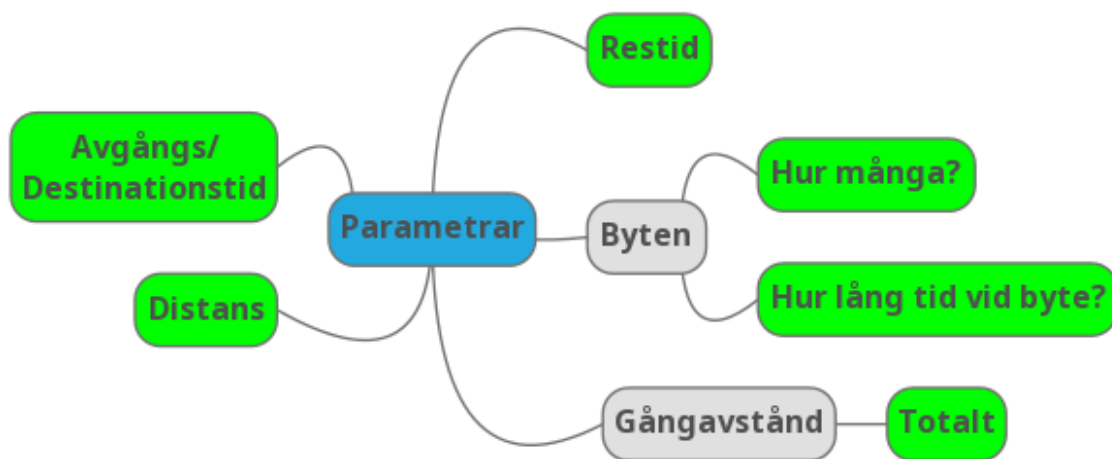 Restid
Avgångs/
Destinationstid
Hur många?
Parametrar
Byten
Distans
Hur lång tid vid byte?
Gångavstånd
Totalt